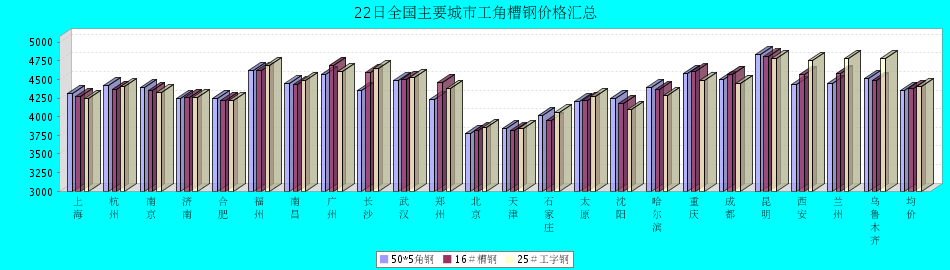 22日全国主要城市工角槽钢价格汇总
5000
4750
4500
4250
4000
3750
3500
3250
3000
上海
杭州
南京
济南
合肥
福州
南昌
广州
长沙
武汉
郑州
北京
天津
石家庄
太原
沈阳
哈尔滨
重庆
成都
昆明
西安
兰州
乌鲁木齐
均价
50*5角钢 16＃槽钢 25＃工字钢